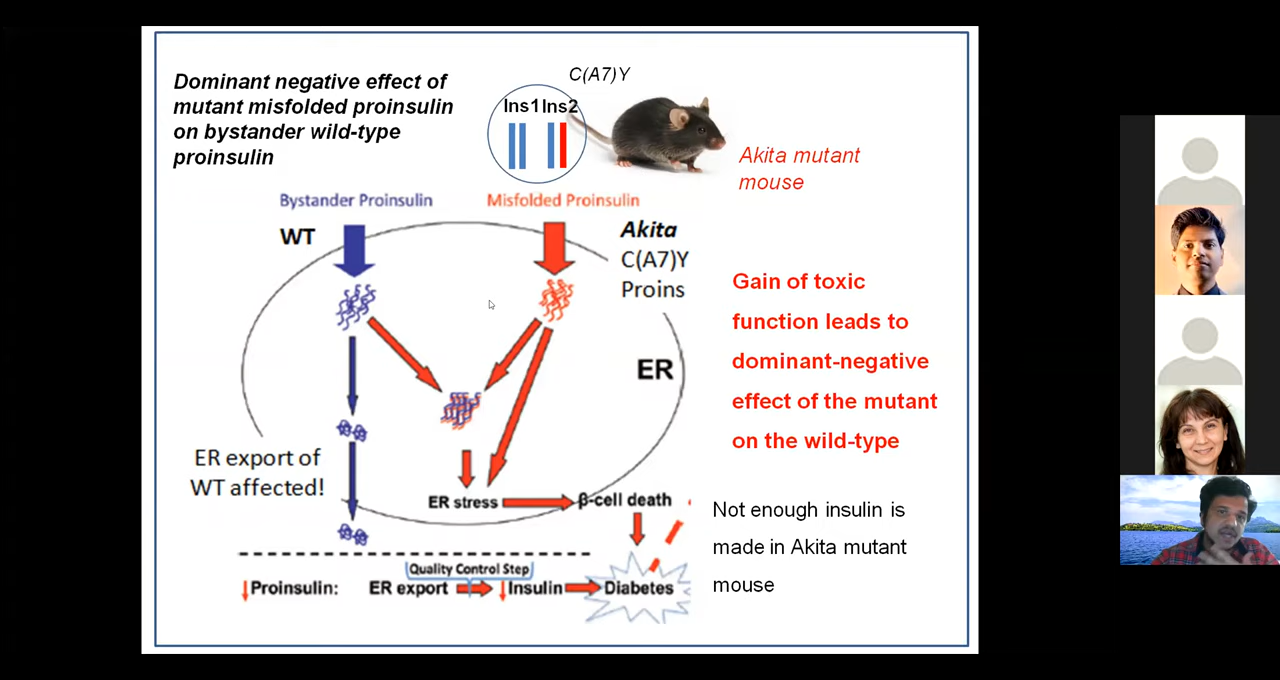 Dominant negative effect of
mutant misfolded proinsulin
on bystander wild-type
proinsulin
C(A7)Y
Ins1 Ins2
Akita mutant
mouse
Bystander Proinsulin
Misfolded Proinsulin
WT
Akita
C(A7)Y
Proins
ER
Gain of toxic
function leads to
dominant-negative
effect of the mutant
on the wild-type
ER export of
WT affected!
ER stress
β-cell death
Not enough insulin is
made in Akita mutant
mouse
Quality Control Step
Proinsulin: ER export Insulin Diabetes